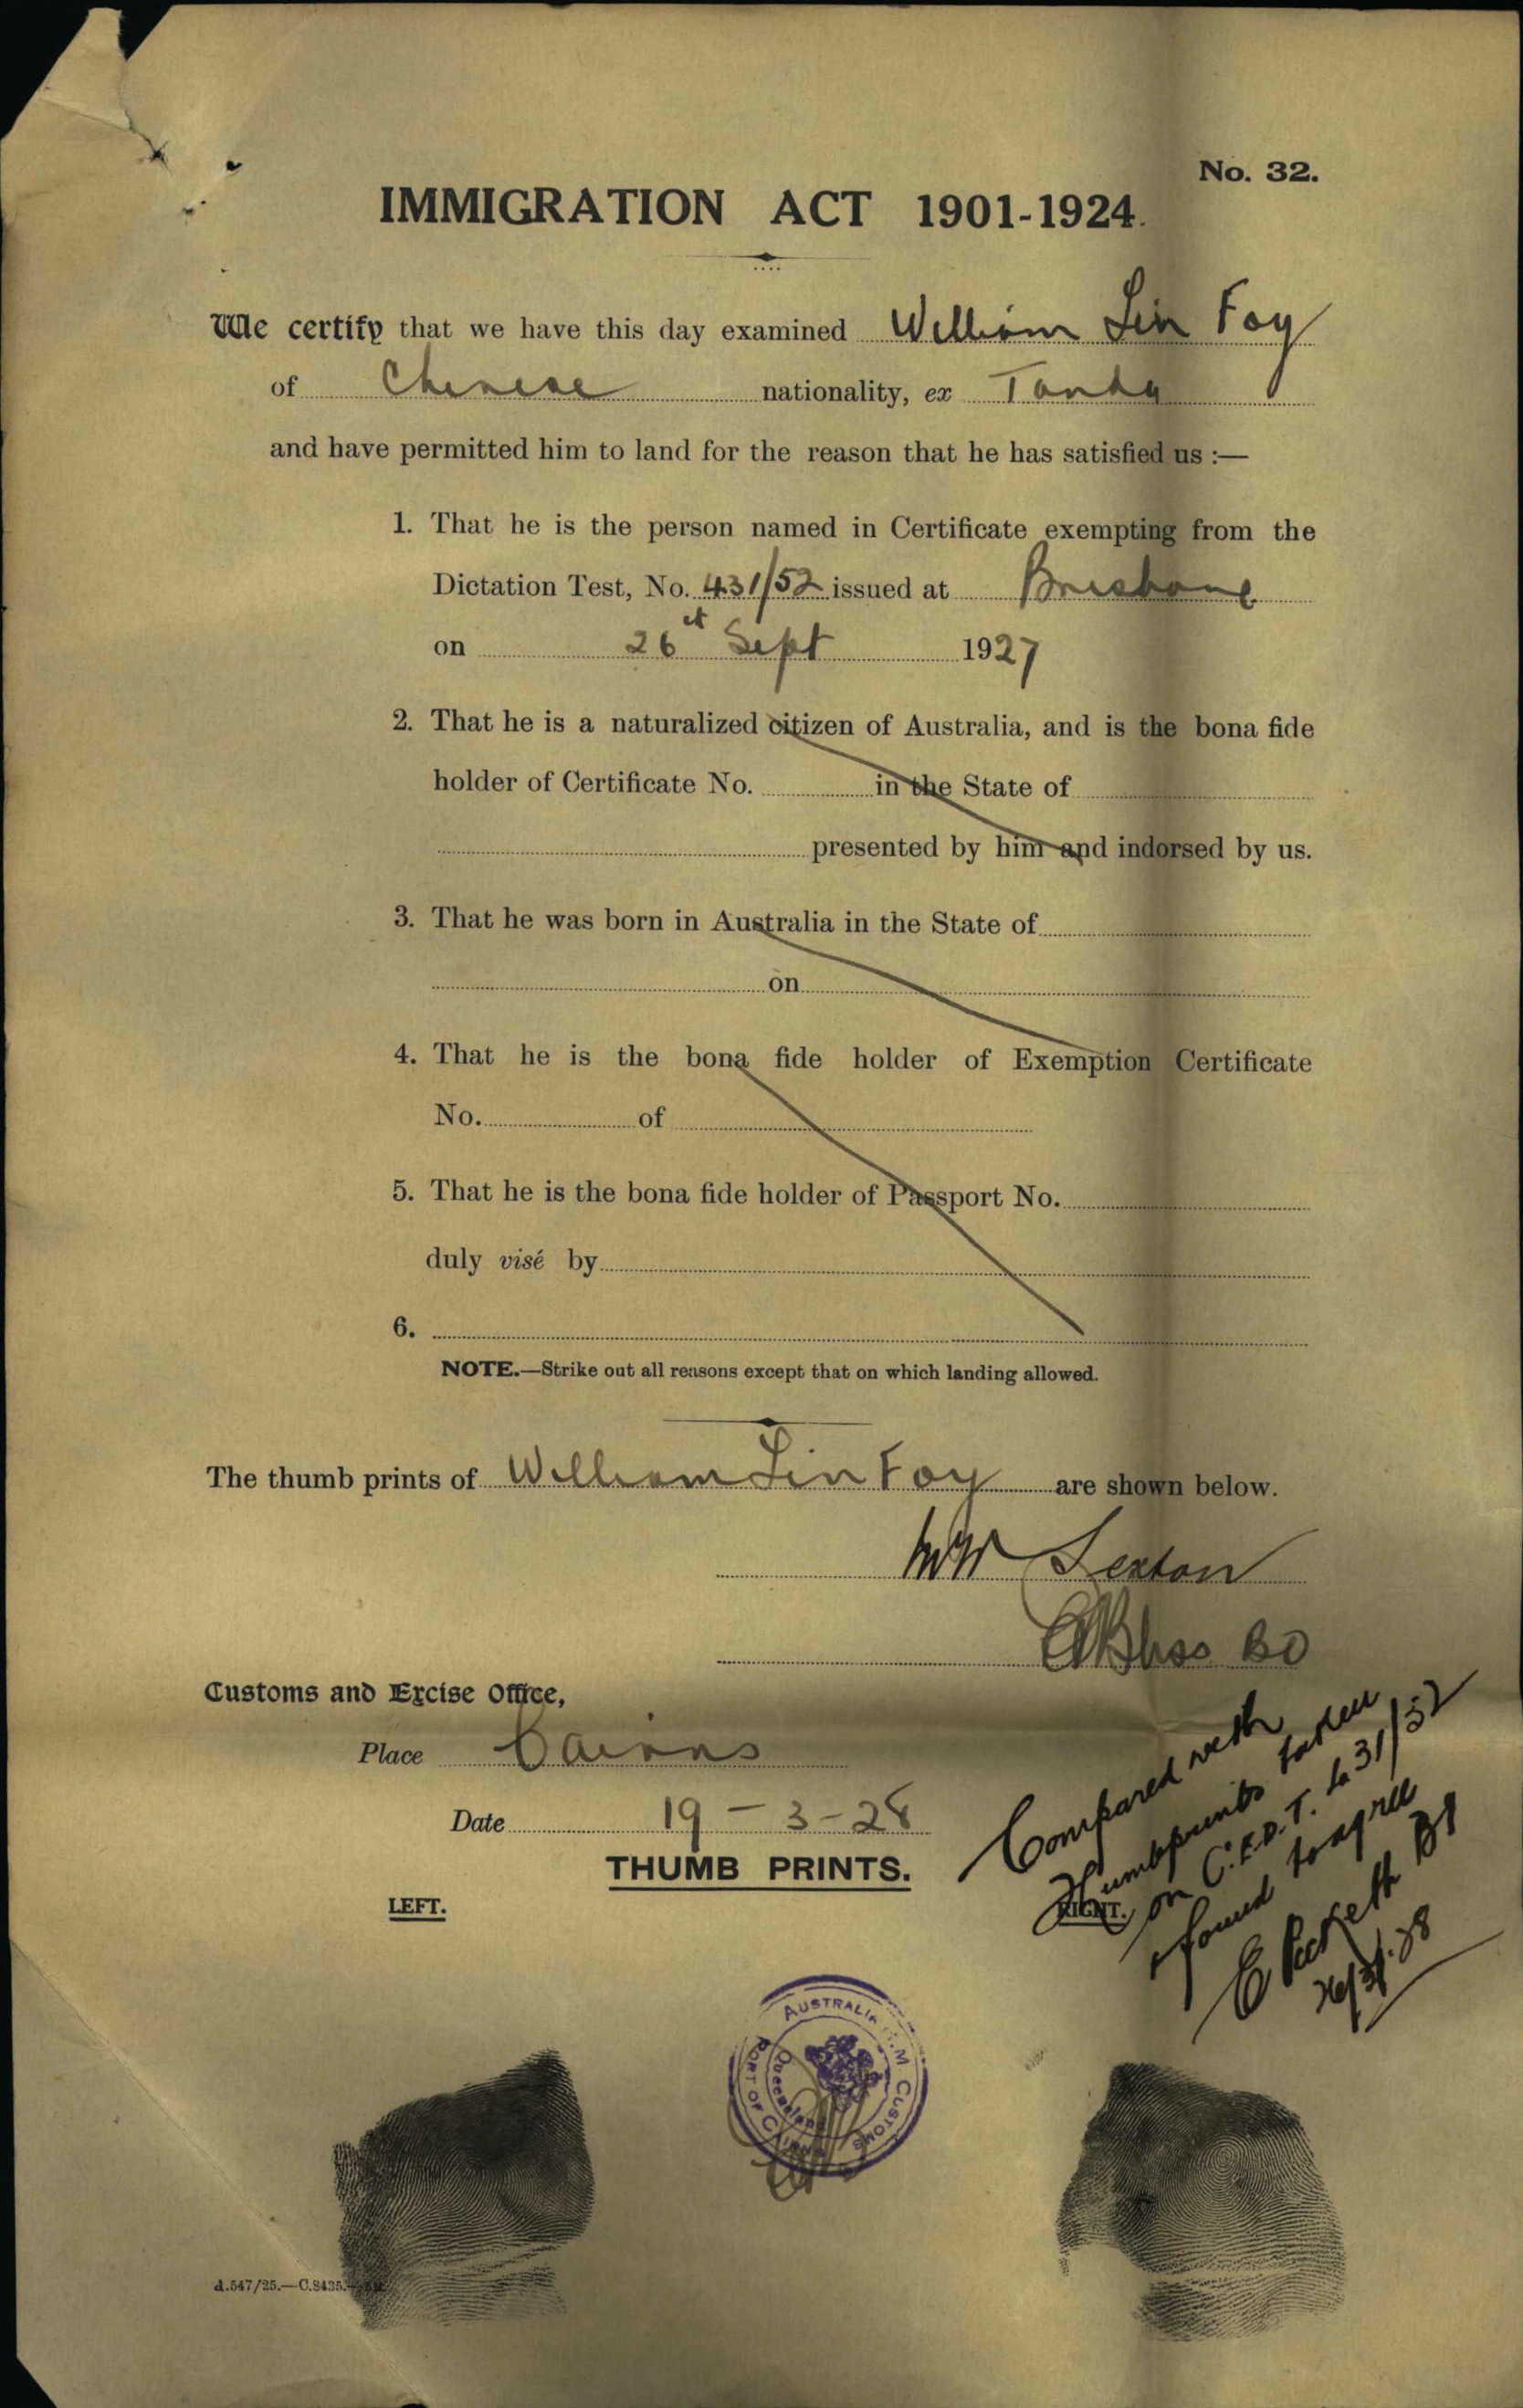 No. 32.
IMMIGRATION ACT 1901-1924.
We certify that we have this day examined William Lin Foy
of Chinese nationality, ex Tanda
and have permitted him to land for the reason that he has satisfied us :—
1. That he is the person named in Certificate exempting from the
Dictation Test, No. 431/52 issued at Brisbane
on 26 Sept 1927
2. That he is a naturalized citizen of Australia, and is the bona fide
holder of Certificate No. in the State of
presented by him and indorsed by us.
3. That he was born in Australia in the State of
on
4. That he is the bona fide holder of Exemption Certificate
No. of
5. That he is the bona fide holder of Passport No.
duly visé by
6.
NOTE.—Strike out all reasons except that on which landing allowed.
The thumb prints of William Lin Foy are shown below.
Sexton
Bliss BO
Customs and Excise Office,
Place Cairns
Date 19-3-28
THUMB PRINTS.
LEFT.
RIGHT.
Compared with
thumbprints taken
on C.E.D.T. 431/52
& found to agree
26/3/28
AUSTRALIA H.M CUSTOMS
PORT OF CAIRNS
Queensland